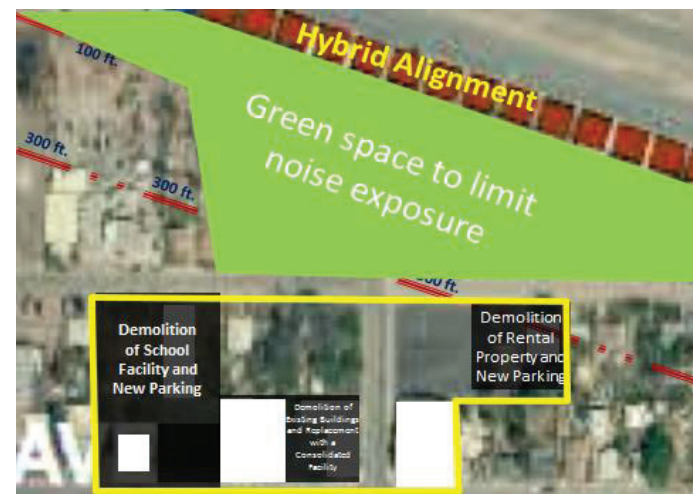 Hybrid Alignment
100 ft.
Green space to limit
noise exposure
300 ft.
300 ft.
Demolition
of School
Facility and
New Parking
Demolition
of Rental
Property and
New Parking
Demolition of
Existing Buildings
and Replacement
with a
Consolidated
Facility
AV